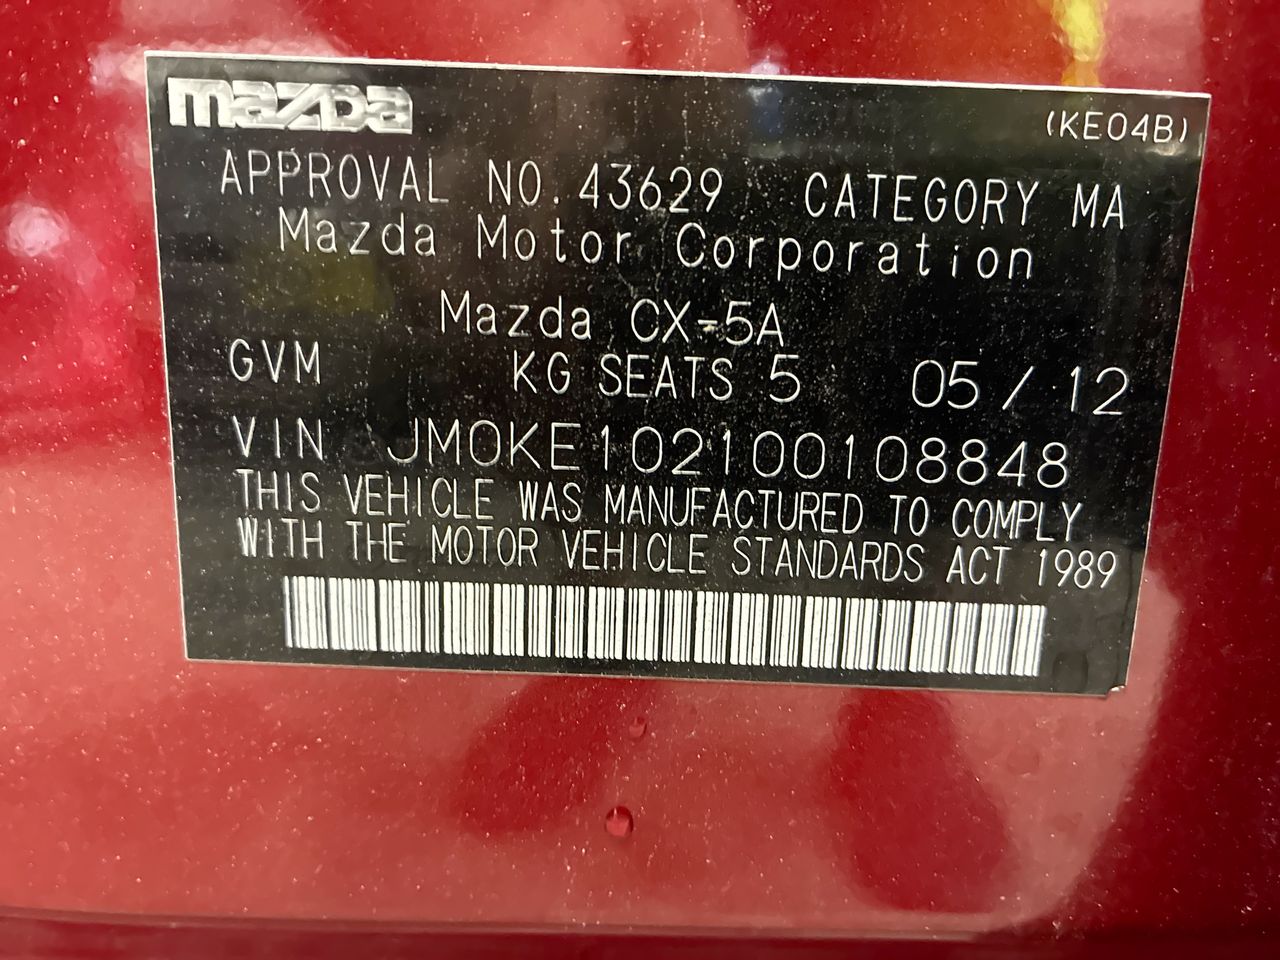 mazda (KE04B)
APPROVAL NO. 43629 CATEGORY MA
Mazda Motor Corporation
Mazda CX-5A
GVM KG SEATS 5 05 / 12
VIN JM0KE102100108848
THIS VEHICLE WAS MANUFACTURED TO COMPLY
WITH THE MOTOR VEHICLE STANDARDS ACT 1989